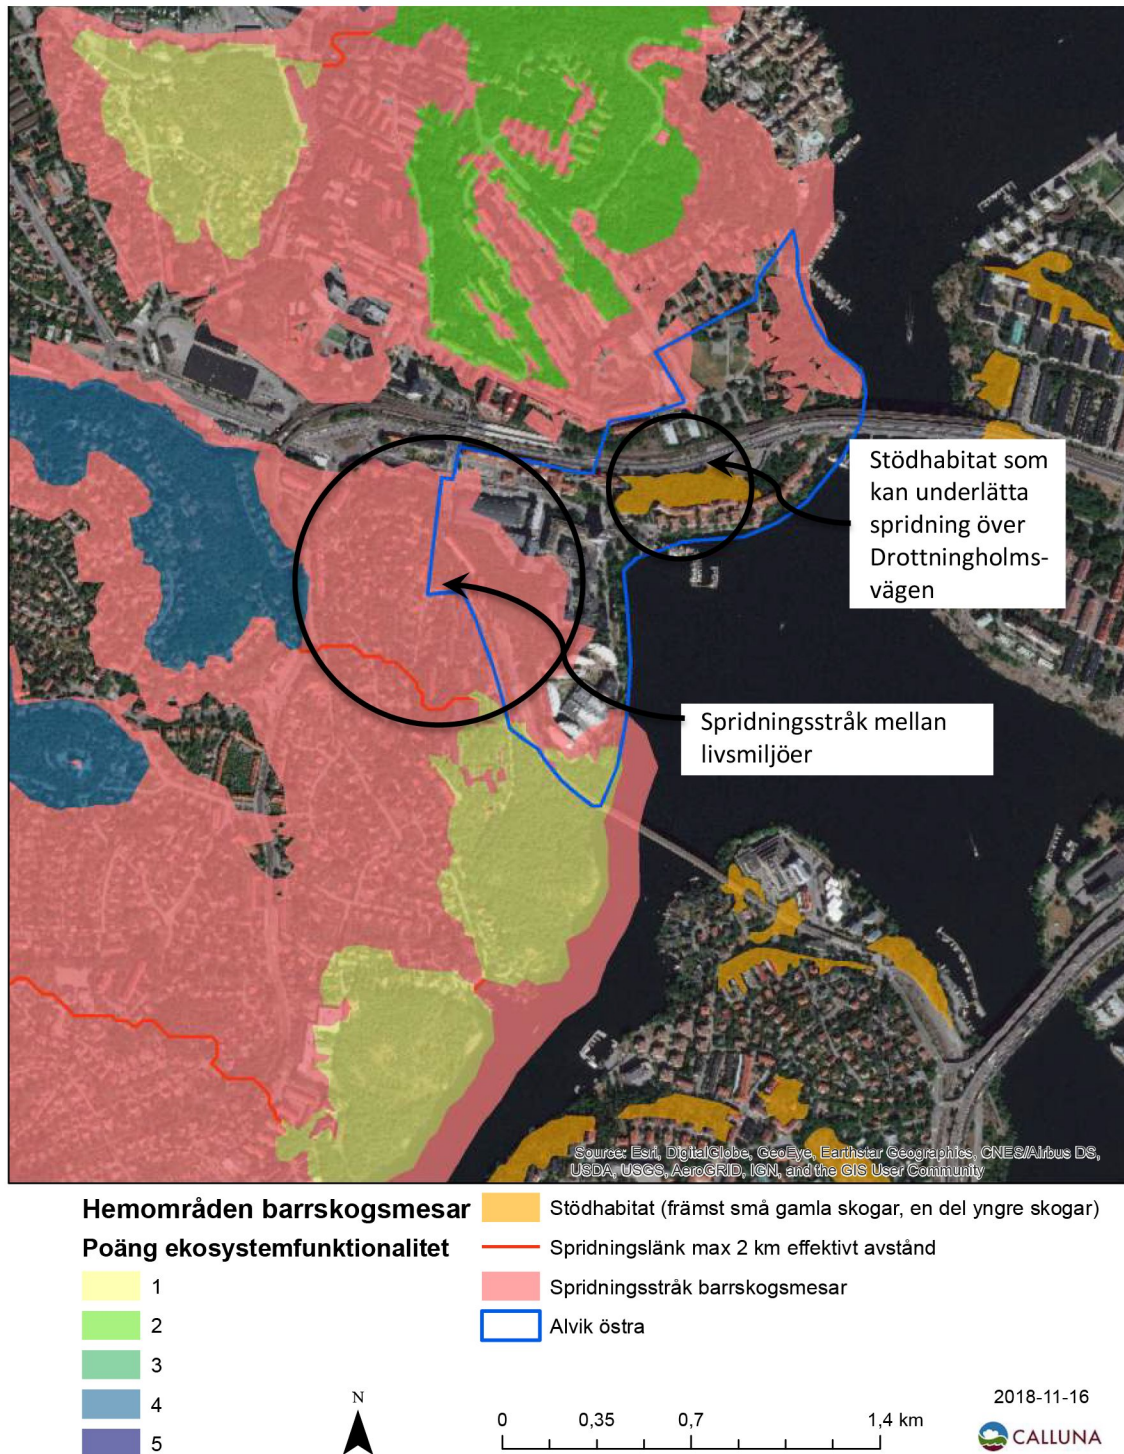 Stödhabitat som
kan underlätta
spridning över
Drottningholms-
vägen
Spridningsstråk mellan
livsmiljöer
Source: Esri, DigitalGlobe, GeoEye, Earthstar Geographics, CNES/Airbus DS,
USDA, USGS, AeroGRID, IGN, and the GIS User Community
Hemområden barrskogsmesar
Poäng ekosystemfunktionalitet
1
2
3
4
5
Stödhabitat (främst små gamla skogar, en del yngre skogar)
Spridningslänk max 2 km effektivt avstånd
Spridningsstråk barrskogsmesar
Alvik östra
N
0 0,35 0,7 1,4 km
2018-11-16
CALLUNA